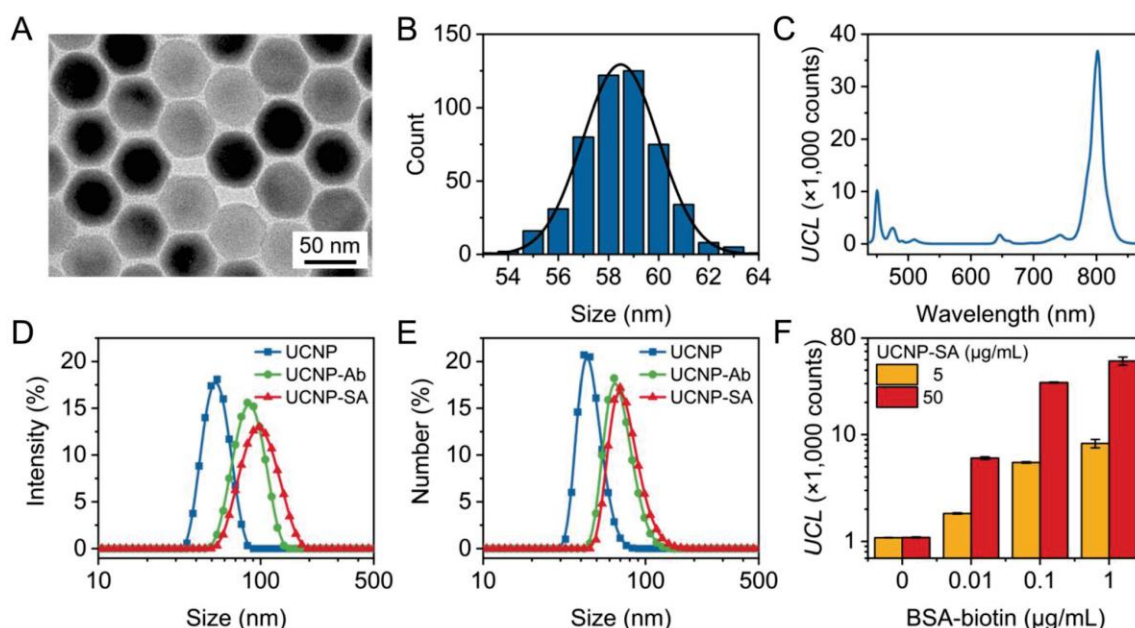 A
50 nm
B
150
100
50
0
Count
54 56 58 60 62 64
Size (nm)
C
40
30
20
10
0
UCL (×1,000 counts)
500 600 700 800
Wavelength (nm)
D
UCNP
UCNP-Ab
UCNP-SA
20
15
10
5
0
Intensity (%)
10 100 500
Size (nm)
E
UCNP
UCNP-Ab
UCNP-SA
20
15
10
5
0
Number (%)
10 100 500
Size (nm)
F
80
10
1
UCL (×1,000 counts)
UCNP-SA (µg/mL)
5
50
0 0.01 0.1 1
BSA-biotin (µg/mL)